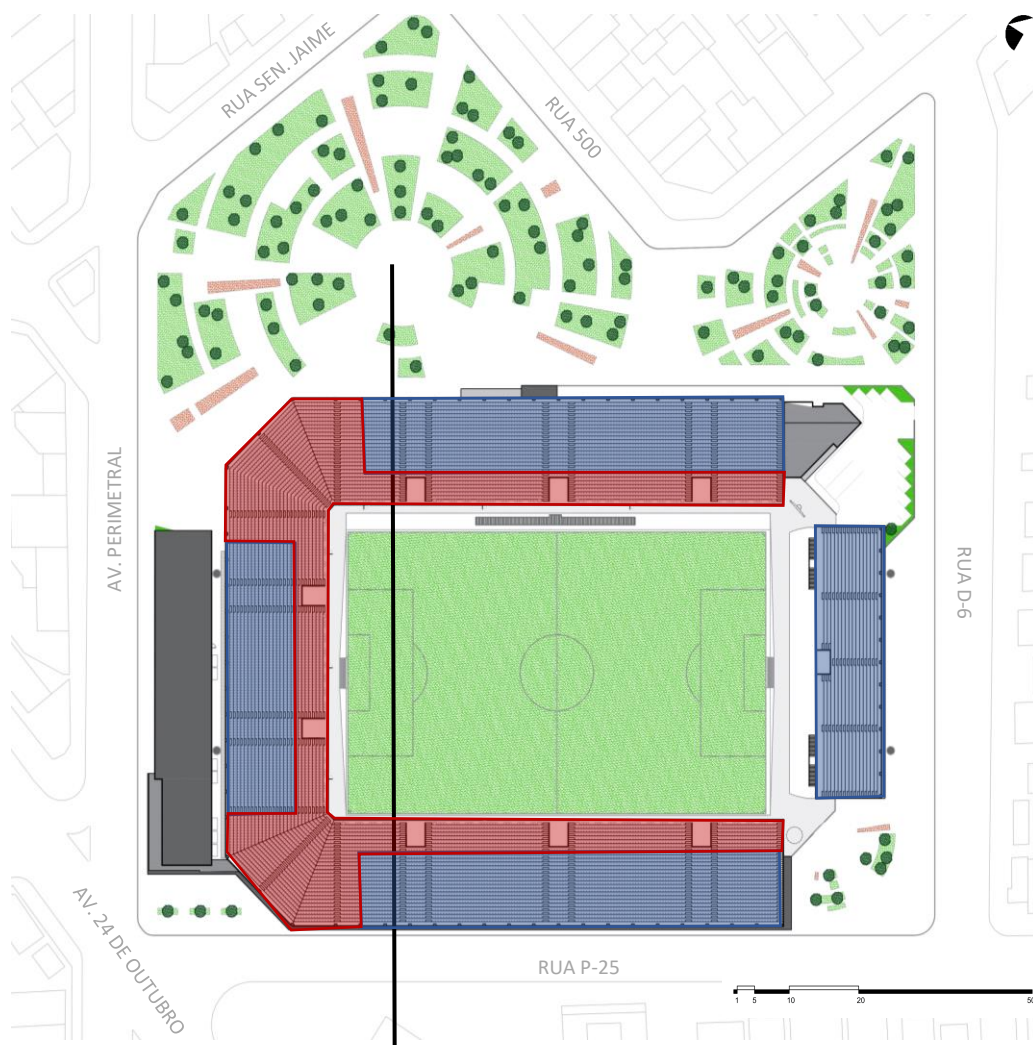 RUA SEN. JAIME
RUA 500
AV. PERIMETRAL
RUA D-6
AV. 24 DE OUTUBRO
RUA P-25
1 5 10 20 50